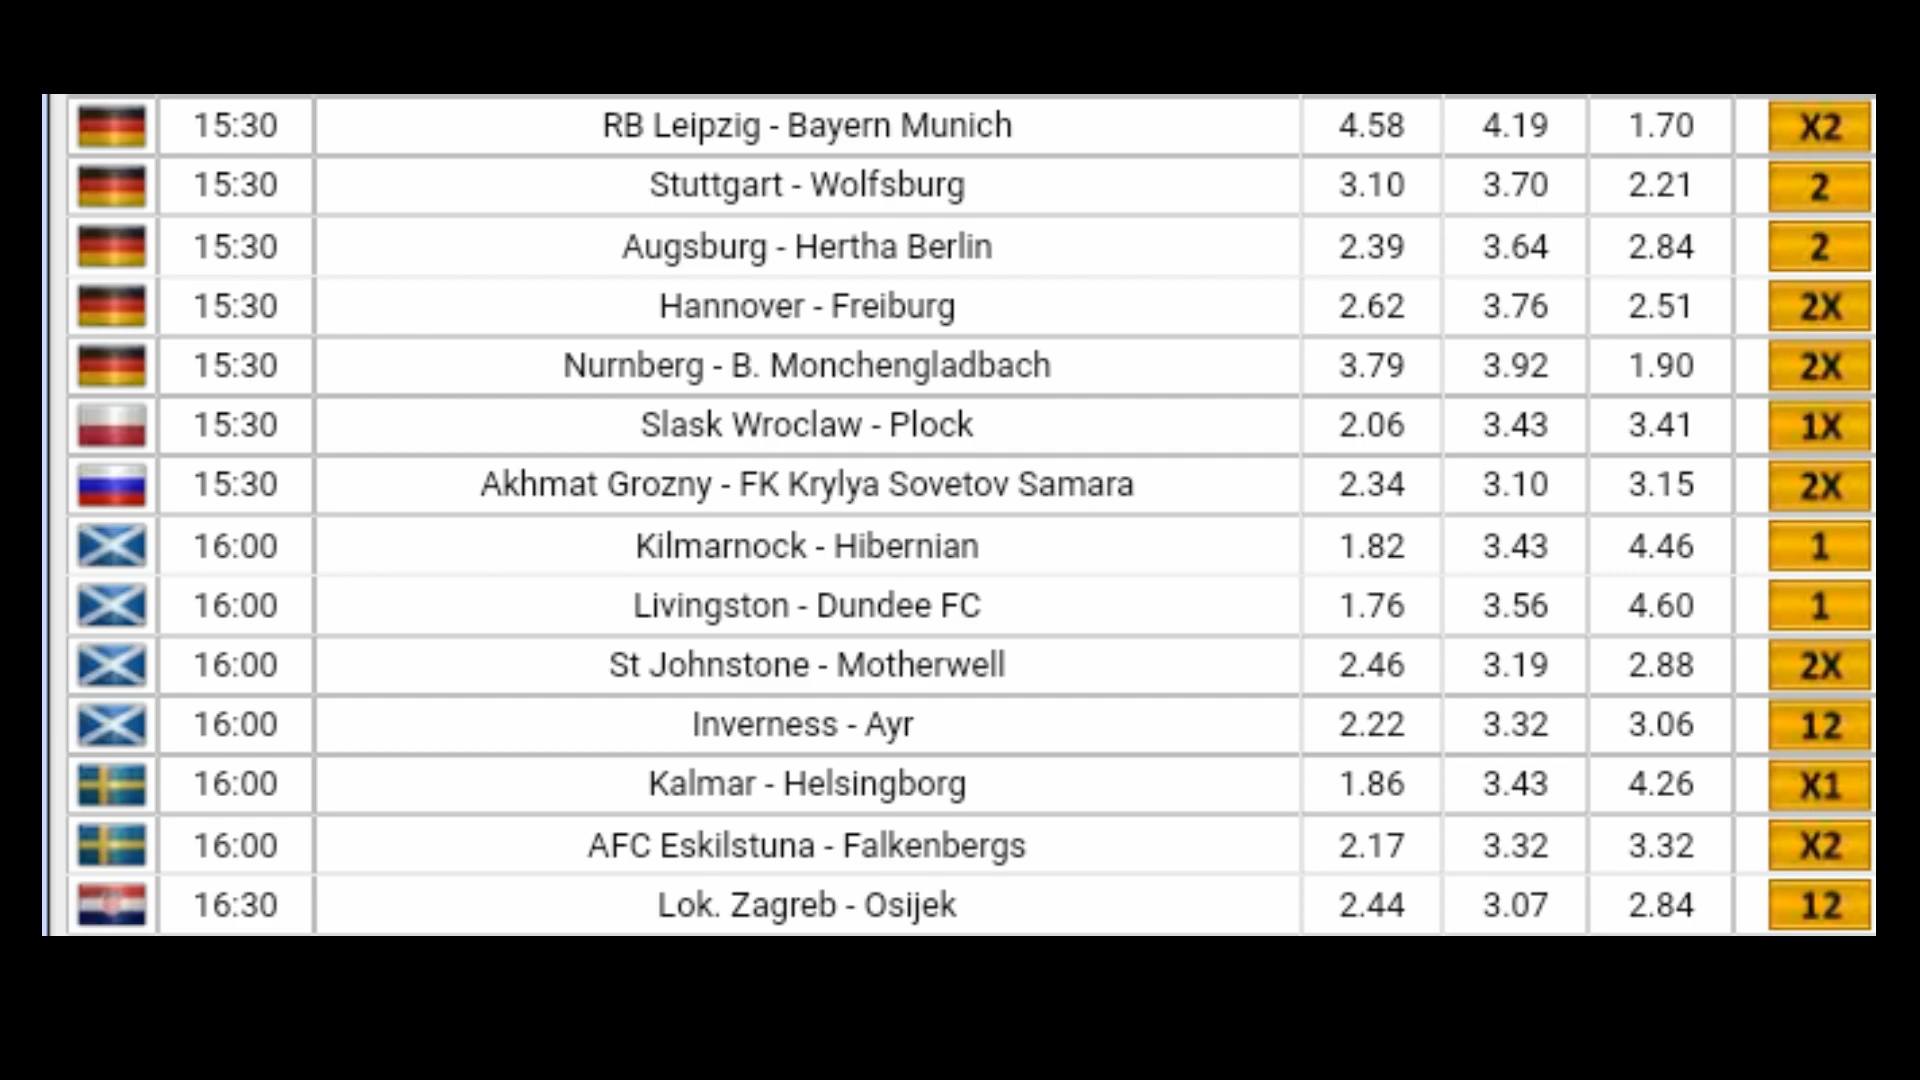 15:30 RB Leipzig - Bayern Munich 4.58 4.19 1.70 X2
15:30 Stuttgart - Wolfsburg 3.10 3.70 2.21 2
15:30 Augsburg - Hertha Berlin 2.39 3.64 2.84 2
15:30 Hannover - Freiburg 2.62 3.76 2.51 2X
15:30 Nurnberg - B. Monchengladbach 3.79 3.92 1.90 2X
15:30 Slask Wroclaw - Plock 2.06 3.43 3.41 1X
15:30 Akhmat Grozny - FK Krylya Sovetov Samara 2.34 3.10 3.15 2X
16:00 Kilmarnock - Hibernian 1.82 3.43 4.46 1
16:00 Livingston - Dundee FC 1.76 3.56 4.60 1
16:00 St Johnstone - Motherwell 2.46 3.19 2.88 2X
16:00 Inverness - Ayr 2.22 3.32 3.06 12
16:00 Kalmar - Helsingborg 1.86 3.43 4.26 X1
16:00 AFC Eskilstuna - Falkenbergs 2.17 3.32 3.32 X2
16:30 Lok. Zagreb - Osijek 2.44 3.07 2.84 12